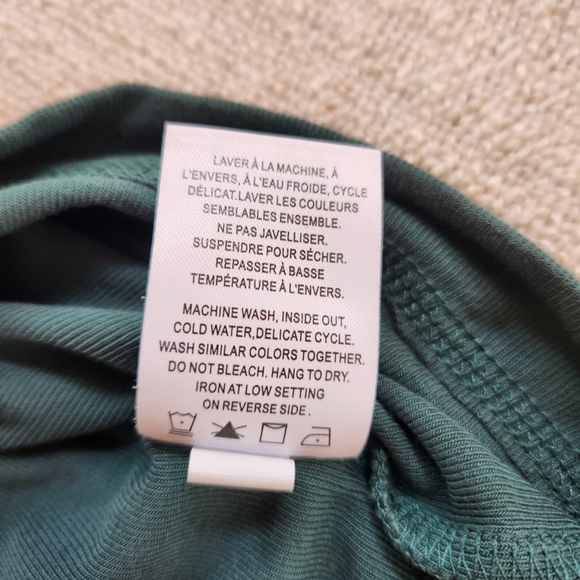 LAVER À LA MACHINE, À
L'ENVERS, À L'EAU FROIDE, CYCLE
DÉLICAT.LAVER LES COULEURS
SEMBLABLES ENSEMBLE.
NE PAS JAVELLISER.
SUSPENDRE POUR SÉCHER.
REPASSER À BASSE
TEMPÉRATURE À L'ENVERS.
MACHINE WASH, INSIDE OUT,
COLD WATER,DELICATE CYCLE.
WASH SIMILAR COLORS TOGETHER.
DO NOT BLEACH. HANG TO DRY.
IRON AT LOW SETTING
ON REVERSE SIDE .